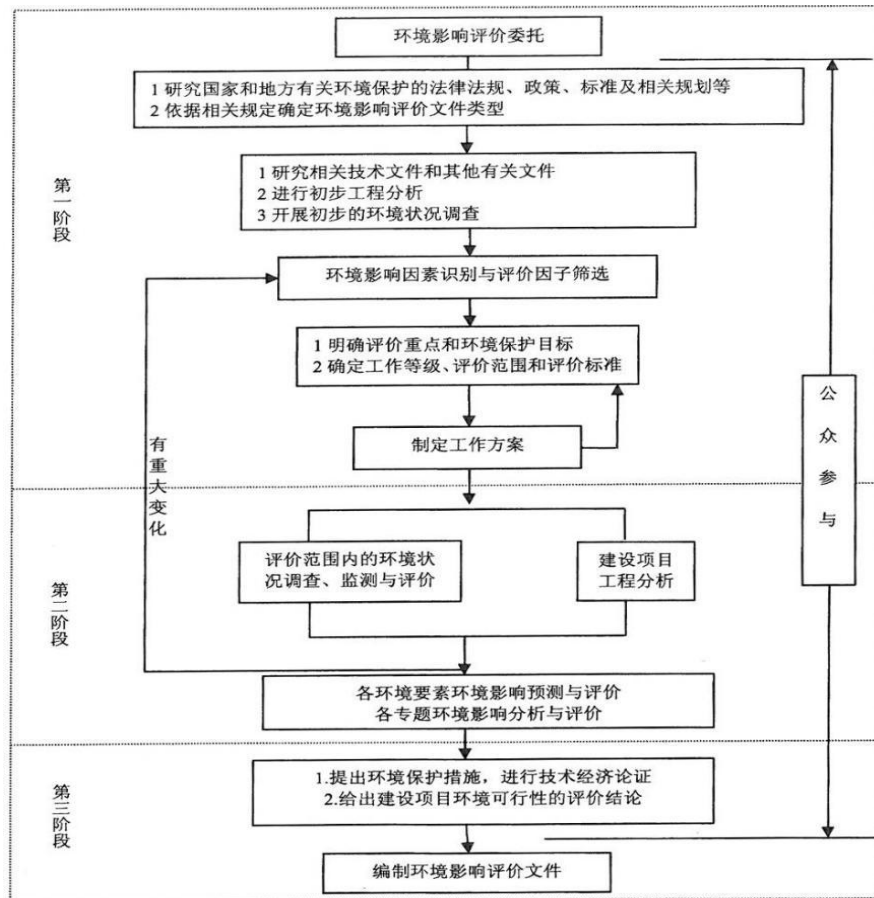 环境影响评价委托
1 研究国家和地方有关环境保护的法律法规、政策、标准及相关规划等
2 依据相关规定确定环境影响评价文件类型
第一阶段
1 研究相关技术文件和其他有关文件
2 进行初步工程分析
3 开展初步的环境状况调查
环境影响因素识别与评价因子筛选
1 明确评价重点和环境保护目标
2 确定工作等级、评价范围和评价标准
制定工作方案
有重大变化
公众参与
第二阶段
评价范围内的环境状
况调查、监测与评价
建设项目
工程分析
各环境要素环境影响预测与评价
各专题环境影响分析与评价
第三阶段
1.提出环境保护措施，进行技术经济论证
2.给出建设项目环境可行性的评价结论
编制环境影响评价文件